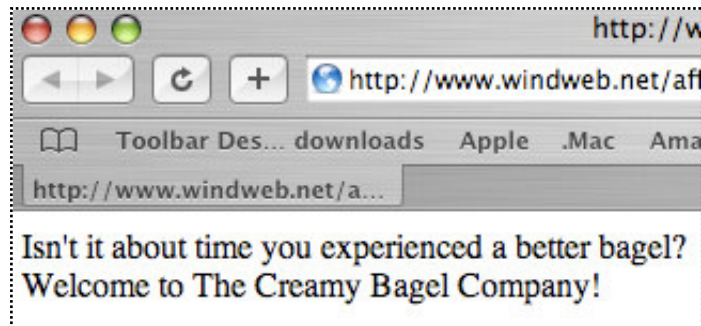 http://w
http://www.windweb.net/aff
Toolbar Des... downloads Apple .Mac Ama
http://www.windweb.net/a...
Isn't it about time you experienced a better bagel?
Welcome to The Creamy Bagel Company!